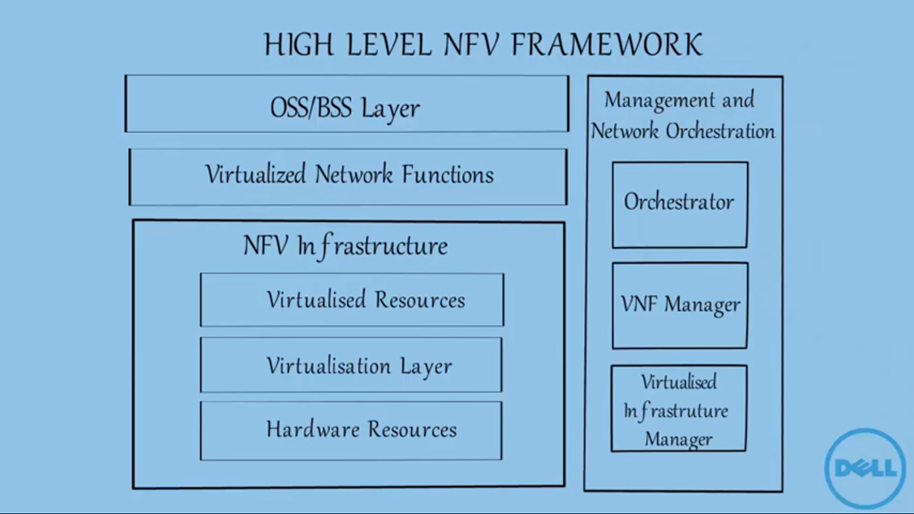 HIGH LEVEL NFV FRAMEWORK
OSS/BSS Layer
Virtualized Network Functions
NFV Infrastructure
Virtualised Resources
Virtualisation Layer
Hardware Resources
Management and
Network Orchestration
Orchestrator
VNF Manager
Virtualised
Infrastruture
Manager
DELL